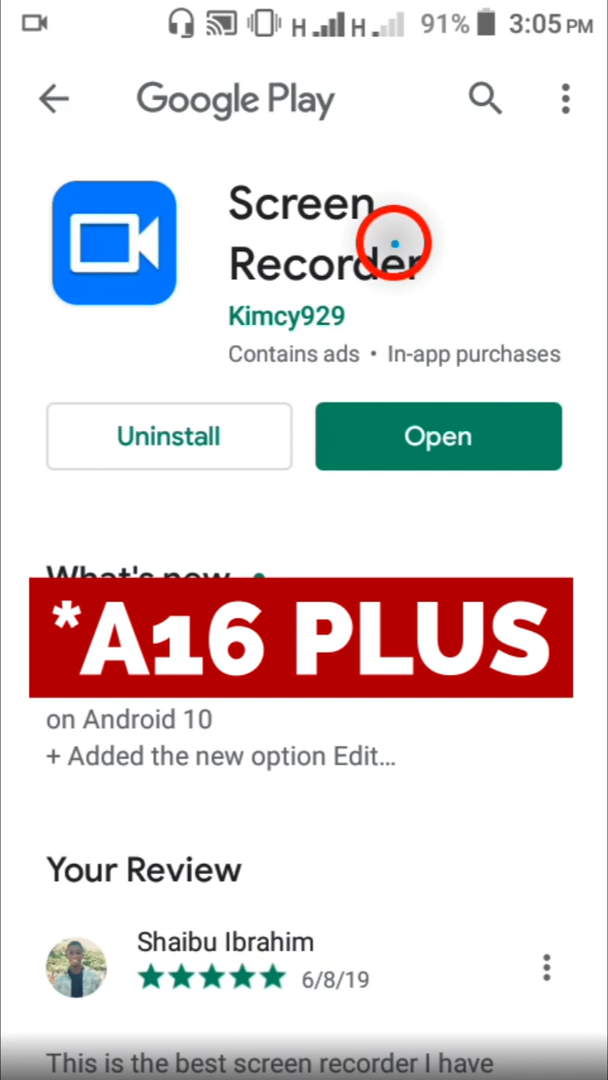 H H 91% 3:05 PM
Google Play
Screen
Recorder
Kimcy929
Contains ads • In-app purchases
Uninstall Open
What's new
*A16 PLUS
on Android 10
+ Added the new option Edit...
Your Review
Shaibu Ibrahim
6/8/19
This is the best screen recorder I have